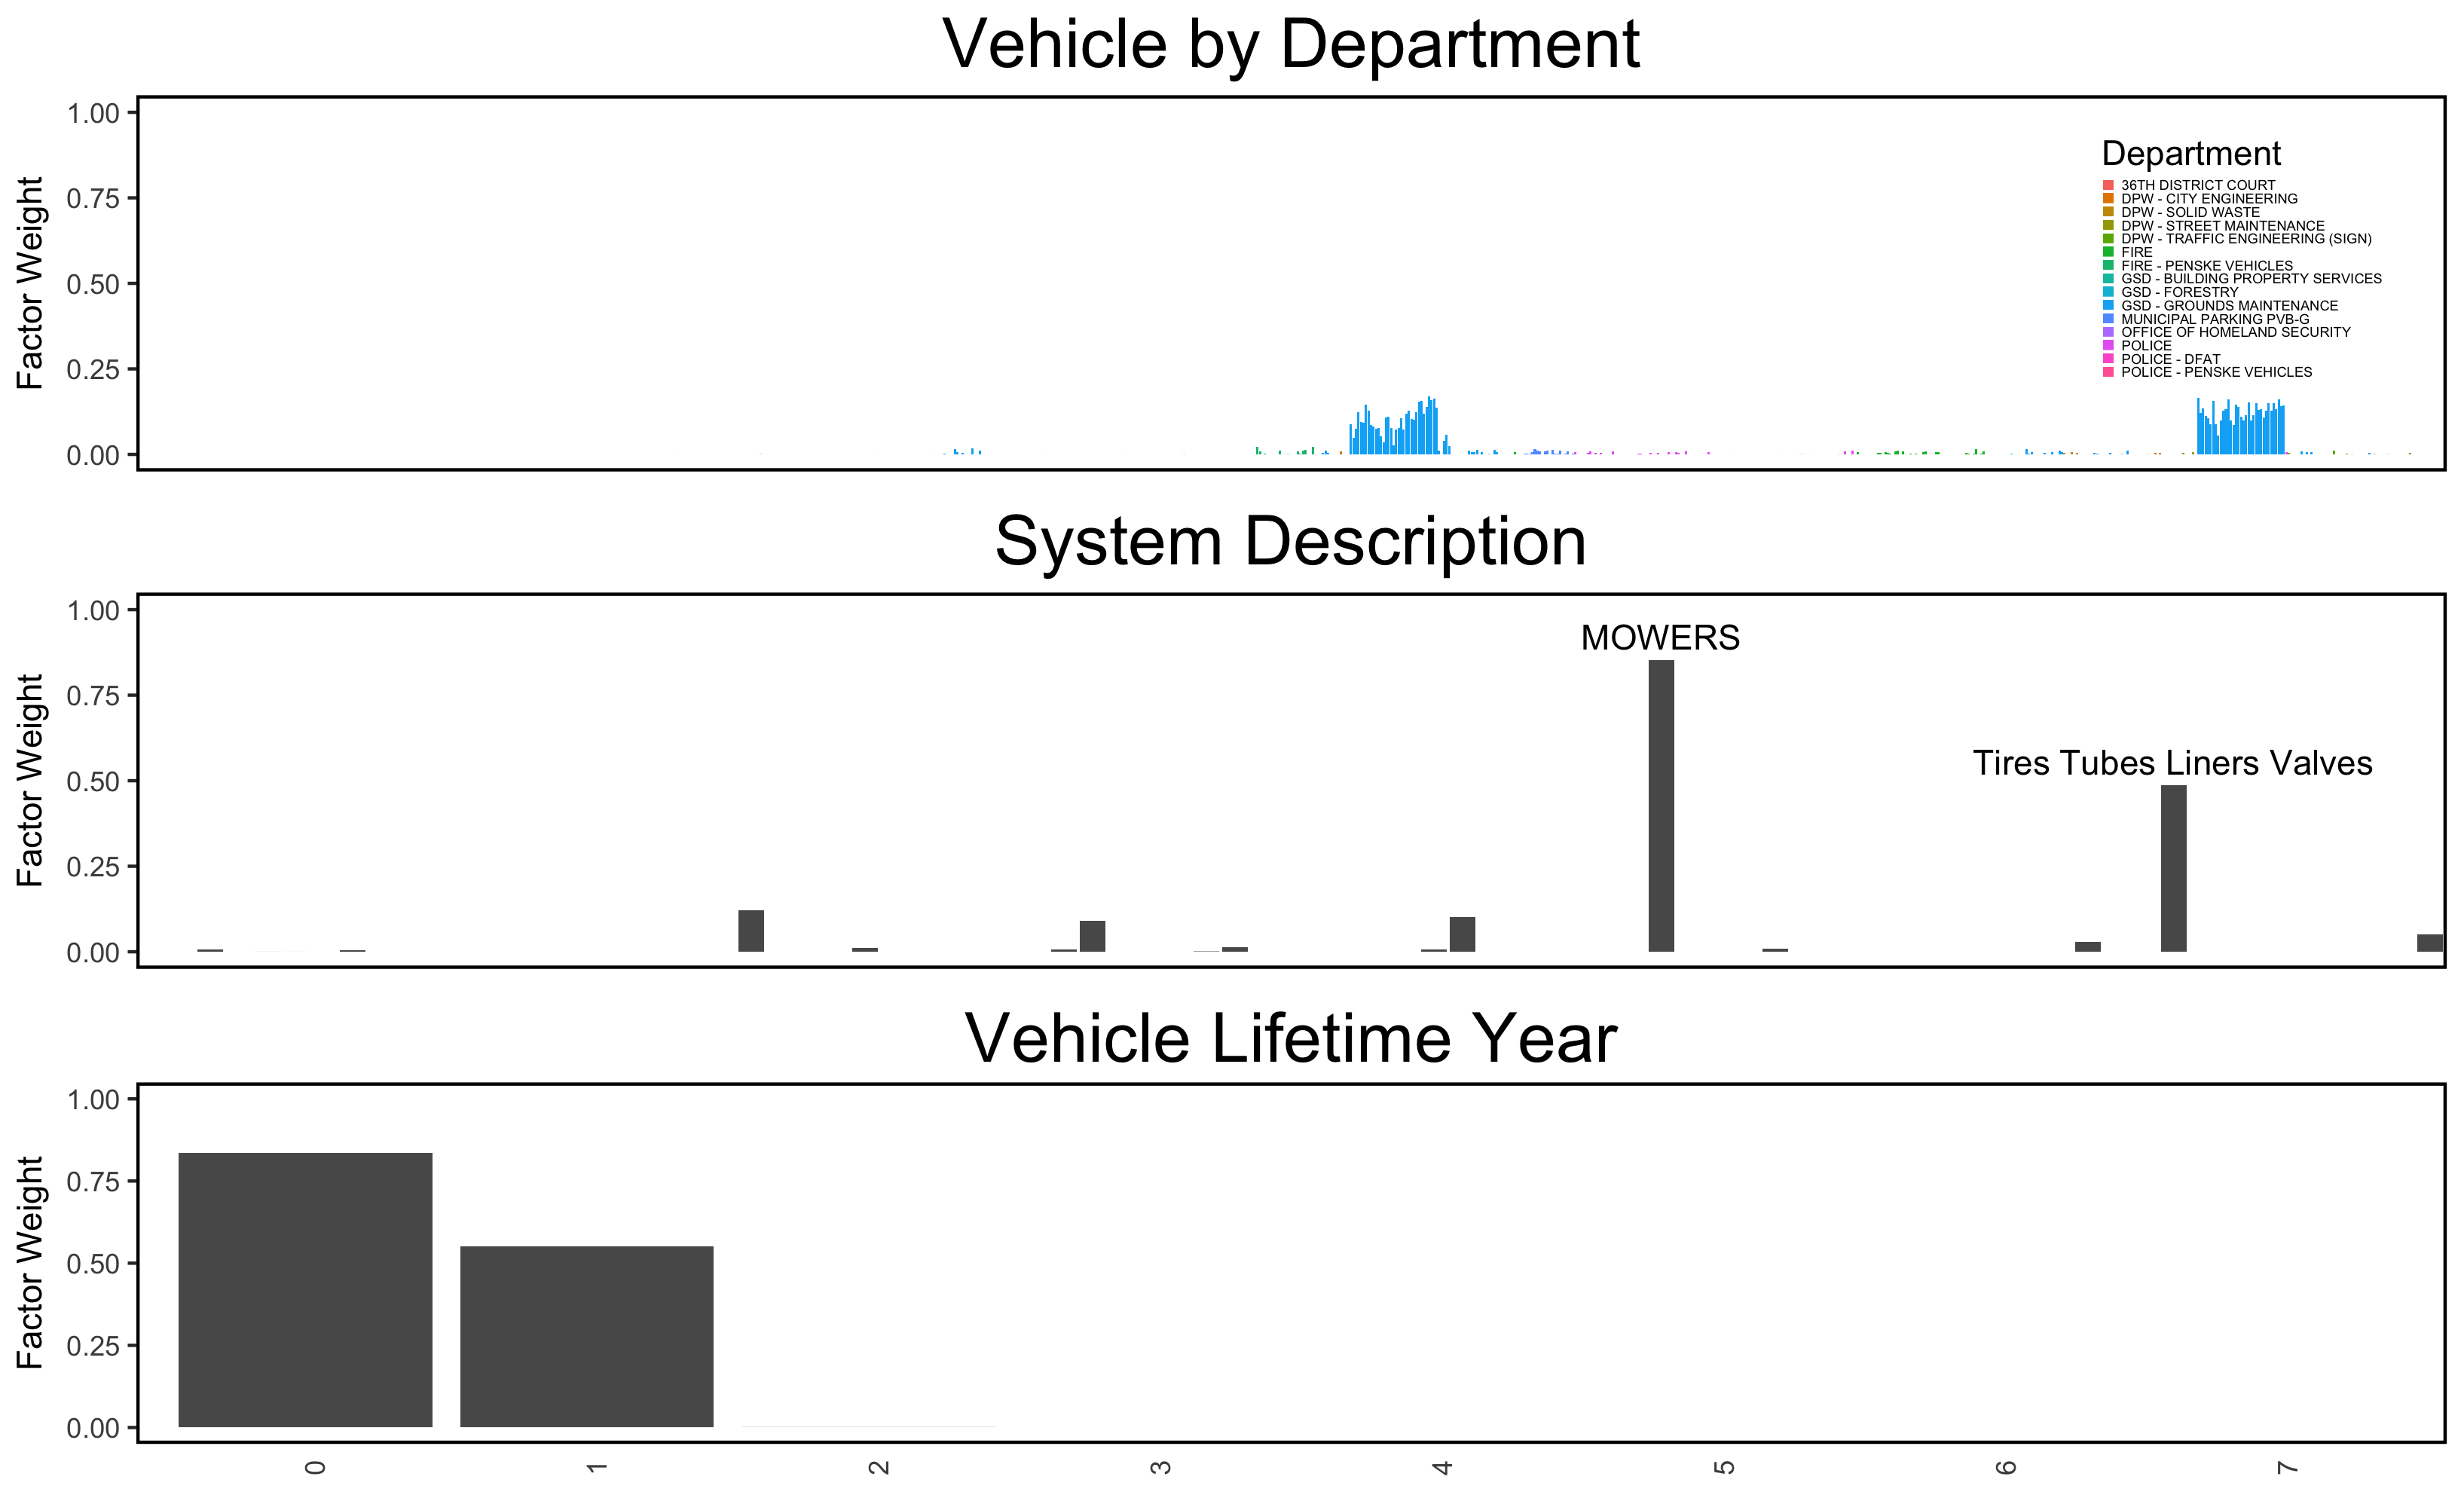 Vehicle by Department
Factor Weight
1.00
0.75
0.50
0.25
0.00
Department
36TH DISTRICT COURT
DPW - CITY ENGINEERING
DPW - SOLID WASTE
DPW - STREET MAINTENANCE
DPW - TRAFFIC ENGINEERING (SIGN)
FIRE
FIRE - PENSKE VEHICLES
GSD - BUILDING PROPERTY SERVICES
GSD - FORESTRY
GSD - GROUNDS MAINTENANCE
MUNICIPAL PARKING PVB-G
OFFICE OF HOMELAND SECURITY
POLICE
POLICE - DFAT
POLICE - PENSKE VEHICLES
System Description
Factor Weight
1.00
0.75
0.50
0.25
0.00
MOWERS
Tires Tubes Liners Valves
Vehicle Lifetime Year
Factor Weight
1.00
0.75
0.50
0.25
0.00
0 1 2 3 4 5 6 7